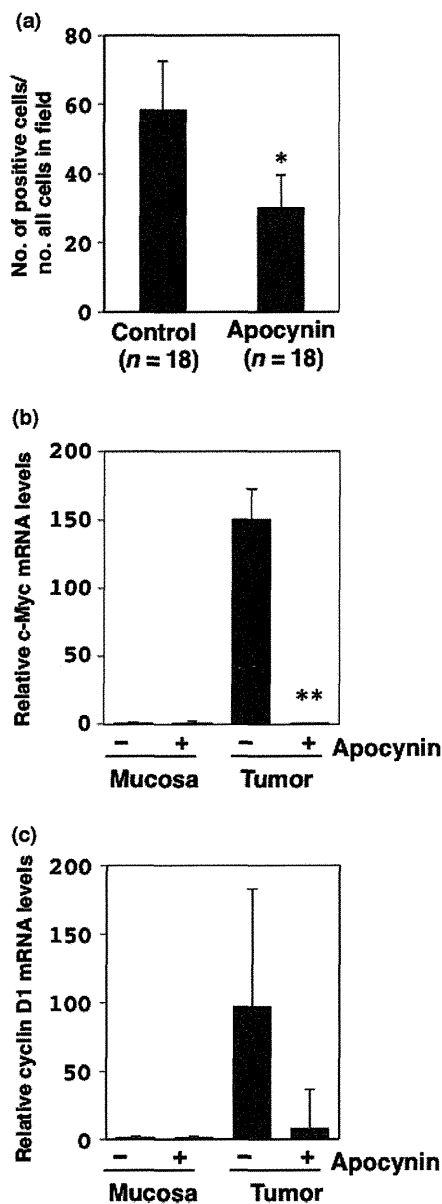 (a)
No. of positive cells/
no. all cells in field
80
60
40
20
0
*
Control
(n = 18)
Apocynin
(n = 18)
(b)
Relative c-Myc mRNA levels
200
150
100
50
0
**
− + − + Apocynin
Mucosa Tumor
(c)
Relative cyclin D1 mRNA levels
200
150
100
50
0
− + − + Apocynin
Mucosa Tumor